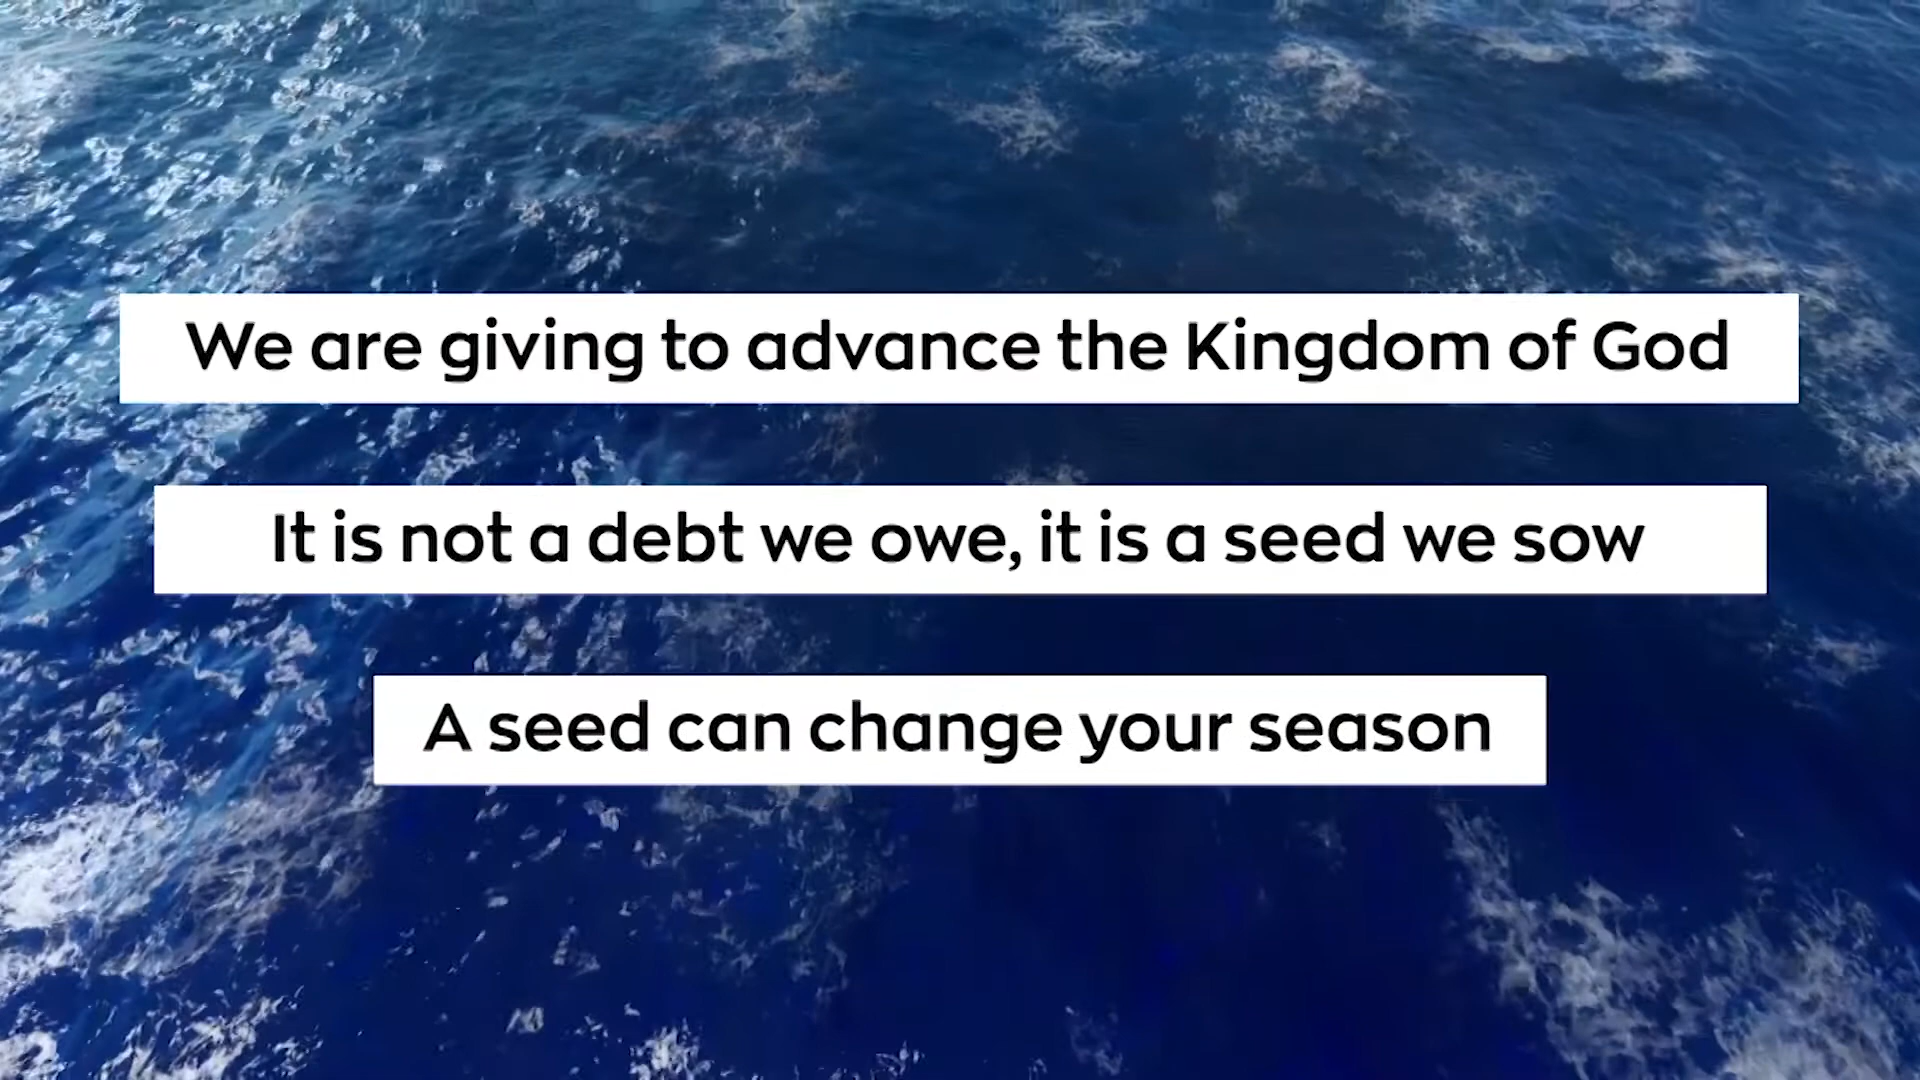 We are giving to advance the Kingdom of God
It is not a debt we owe, it is a seed we sow
A seed can change your season